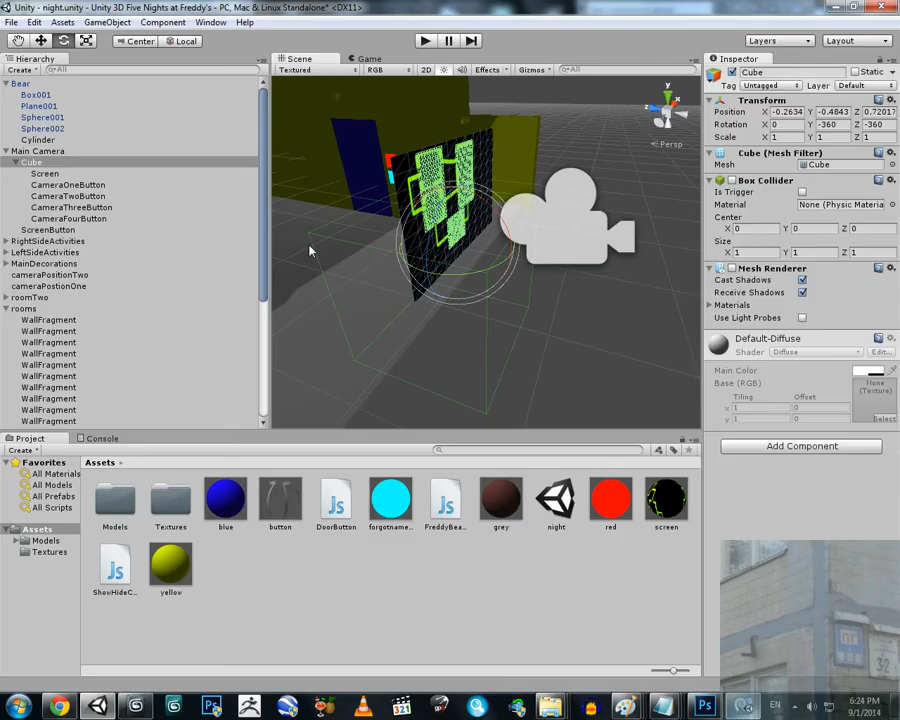 Unity - night.unity - Unity 3D Five Nights at Freddy's - PC, Mac & Linux Standalone* <DX11>
File Edit Assets GameObject Component Window Help
Center Local Layers Layout
Hierarchy Scene Game Inspector
Create All Textured RGB 2D Effects Gizmos All Cube Static
Bear Tag Untagged Layer Default
Box001 Transform
Plane001 Position -0.2634 -0.4843 0.72017
Sphere001 Rotation 0 -360 -360
Sphere002 Scale 1 1 1
Cylinder y x z
Main Camera Persp Cube (Mesh Filter)
Cube Mesh Cube
Screen Box Collider
CameraOneButton Is Trigger
CameraTwoButton Material None (Physic Materia
CameraThreeButton Center
CameraFourButton X 0 Y 0 Z 0
ScreenButton Size
RightSideActivities X 1 Y 1 Z 1
LeftSideActivities Mesh Renderer
MainDecorations Cast Shadows
cameraPostionTwo Receive Shadows
cameraPostionOne Use Light Probes
roomTwo Materials
rooms Default-Diffuse
WallFragment Shader Diffuse Edit...
WallFragment
WallFragment Main Color
WallFragment Base (RGB) None
WallFragment Tiling Offset (Texture)
WallFragment x 1 0
WallFragment y 1 0 Select
WallFragment
WallFragment
WallFragment
Add Component
Project Console
Create
Favorites Assets
All Materials
All Models
All Prefabs
All Scripts
Assets Models Textures blue button DoorButton forgotname... FreddyBea... grey night red screen
Models
Textures
ShowHideC... yellow
EN 6:24 PM
9/1/2014